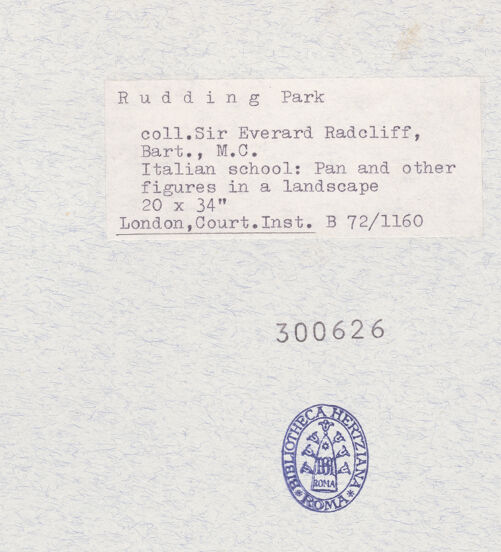 R u d d i n g  Park
coll.Sir Everard Radcliff,
Bart., M.C.
Italian school: Pan and other
figures in a landscape
20 x 34"
London,Court.Inst. B 72/1160
300626
BIBLIOTHECA HERTZIANA
BH
ROMA
ROMA